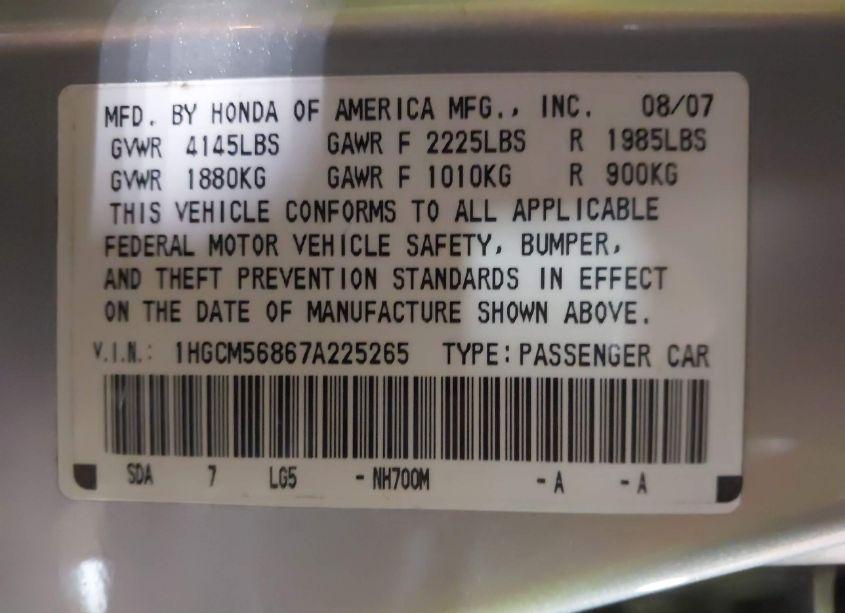 MFD. BY HONDA OF AMERICA MFG., INC. 08/07
GVWR 4145LBS GAWR F 2225LBS R 1985LBS
GVWR 1880KG GAWR F 1010KG R 900KG
THIS VEHICLE CONFORMS TO ALL APPLICABLE
FEDERAL MOTOR VEHICLE SAFETY, BUMPER,
AND THEFT PREVENTION STANDARDS IN EFFECT
ON THE DATE OF MANUFACTURE SHOWN ABOVE.
V.I.N.: 1HGCM56867A225265 TYPE: PASSENGER CAR
SDA 7 LG5 - NH700M - A - A